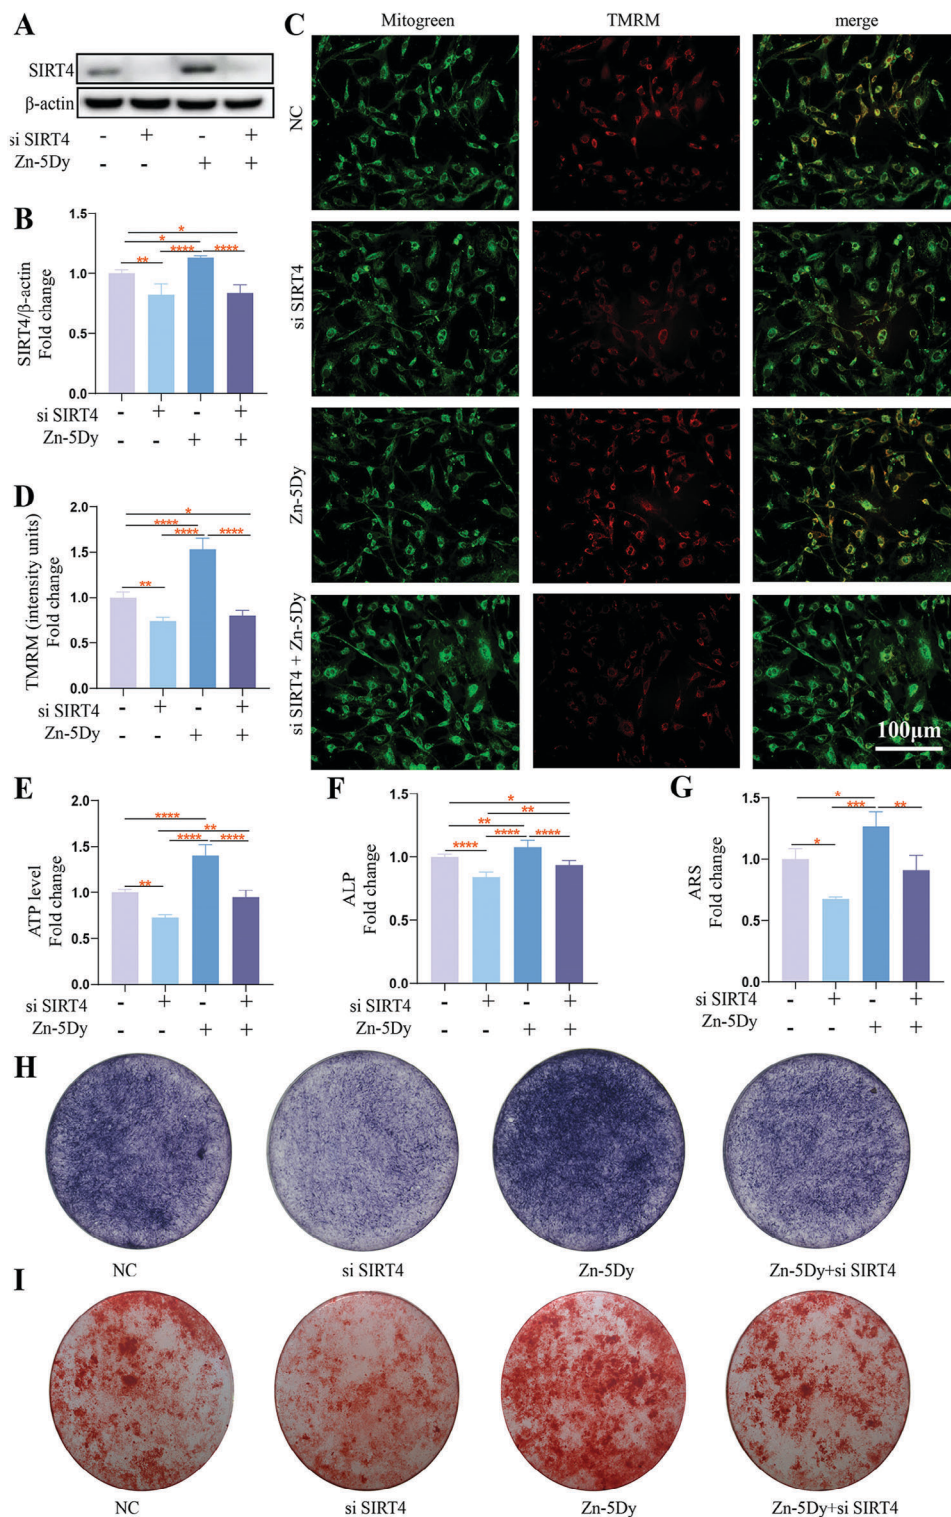 A
SIRT4
β-actin
si SIRT4 - + - +
Zn-5Dy - - + +
B
SIRT4/β-actin
Fold change
1.5
1.0
0.5
0.0
* * ** **** ****
si SIRT4 - + - +
Zn-5Dy - - + +
C
Mitogreen TMRM merge
NC
si SIRT4
Zn-5Dy
si SIRT4 + Zn-5Dy
100μm
D
TMRM (intensity units)
Fold change
2.0
1.5
1.0
0.5
0.0
* **** **** **** **
si SIRT4 - + - +
Zn-5Dy - - + +
E
ATP level
Fold change
2.0
1.5
1.0
0.5
0.0
**** ** **** **** **
si SIRT4 - + - +
Zn-5Dy - - + +
F
ALP
Fold change
1.5
1.0
0.5
0.0
* ** ** **** **** ****
si SIRT4 - + - +
Zn-5Dy - - + +
G
ARS
Fold change
1.5
1.0
0.5
0.0
* *** ** *
si SIRT4 - + - +
Zn-5Dy - - + +
H
NC si SIRT4 Zn-5Dy Zn-5Dy+si SIRT4
I
NC si SIRT4 Zn-5Dy Zn-5Dy+si SIRT4